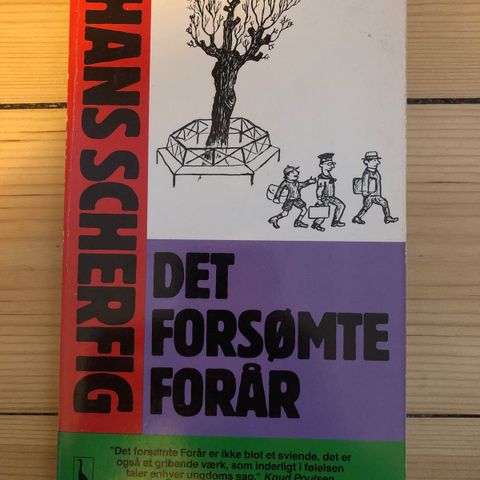 HANS SCHERFIG
DET
FORSØMTE
FORÅR
"Det forsømte Forår er ikke blot et sviende, det er
også et gribende værk, som inderligt i følelsen
taler enhver ungdoms sag." Knud Poulsen